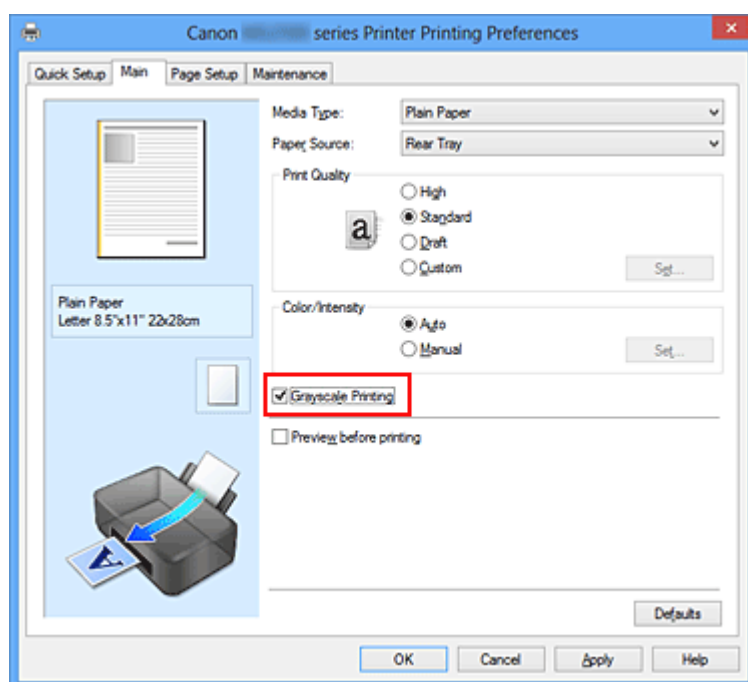 Canon series Printer Printing Preferences
Quick Setup Main Page Setup Maintenance
Media Type: Plain Paper
Paper Source: Rear Tray
Print Quality
High
a Standard
Draft
Custom Set...
Plain Paper
Letter 8.5"x11" 22x28cm
Color/Intensity
Auto
Manual Set...
Grayscale Printing
Preview before printing
A
Defaults
OK Cancel Apply Help